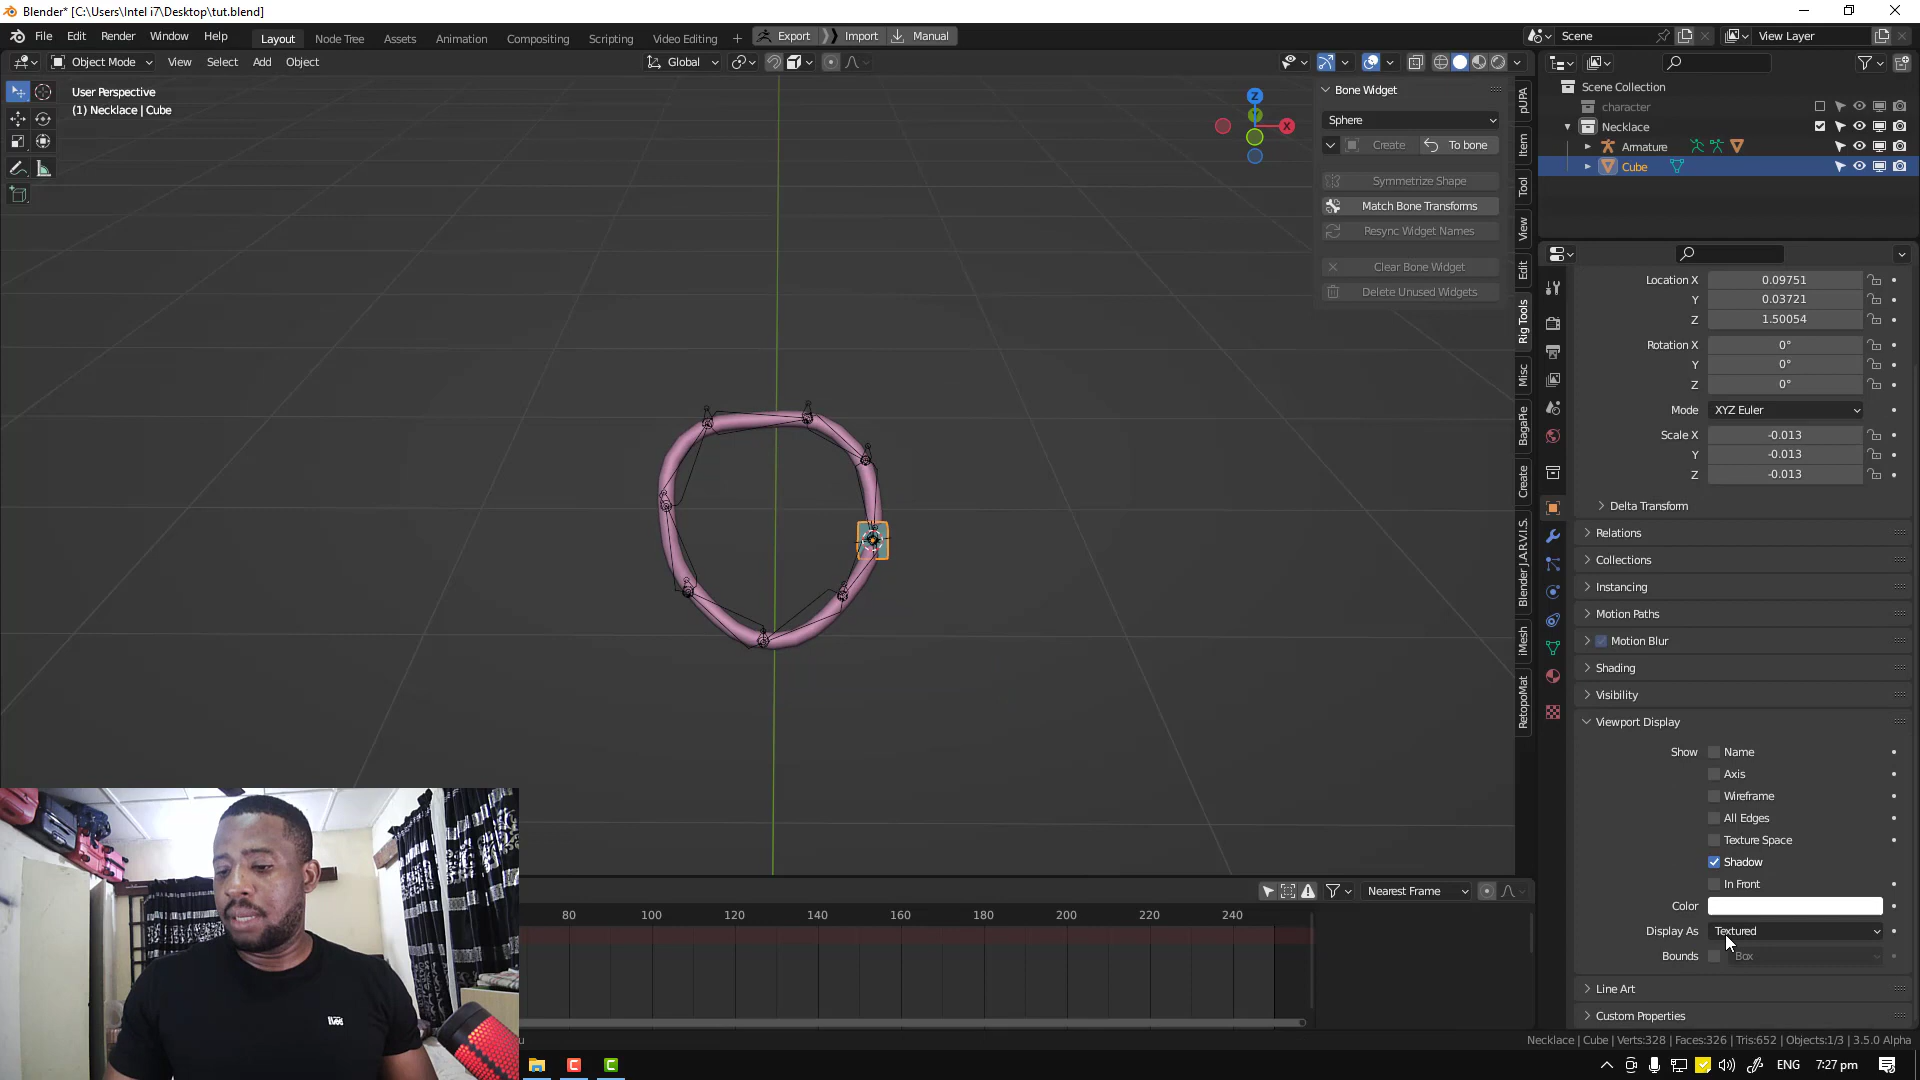 Blender* [C:\Users\Intel i7\Desktop\tut.blend]
File Edit Render Window Help
Layout Node Tree Assets Animation Compositing Scripting Video Editing
Export Import Manual
Scene View Layer
Object Mode View Select Add Object
Global
User Perspective
(1) Necklace | Cube
Z
X
Bone Widget
Sphere
Create To bone
Symmetrize Shape
Match Bone Transforms
Resync Widget Names
Clear Bone Widget
Delete Unused Widgets
pUPA
Item
Tool
View
Edit
Rig Tools
Misc
BagaPie
Create
Blender J.A.R.V.I.S.
iMesh
RetopoMat
Scene Collection
character
Necklace
Armature
Cube
Location X 0.09751
Y 0.03721
Z 1.50054
Rotation X 0°
Y 0°
Z 0°
Mode XYZ Euler
Scale X -0.013
Y -0.013
Z -0.013
Delta Transform
Relations
Collections
Instancing
Motion Paths
Motion Blur
Shading
Visibility
Viewport Display
Show Name
Axis
Wireframe
All Edges
Texture Space
Shadow
In Front
Color
Display As Textured
Bounds Box
Line Art
Custom Properties
Nearest Frame
80 100 120 140 160 180 200 220 240
Necklace | Cube | Verts:328 | Faces:326 | Tris:652 | Objects:1/3 | 3.5.0 Alpha
ENG 7:27 pm